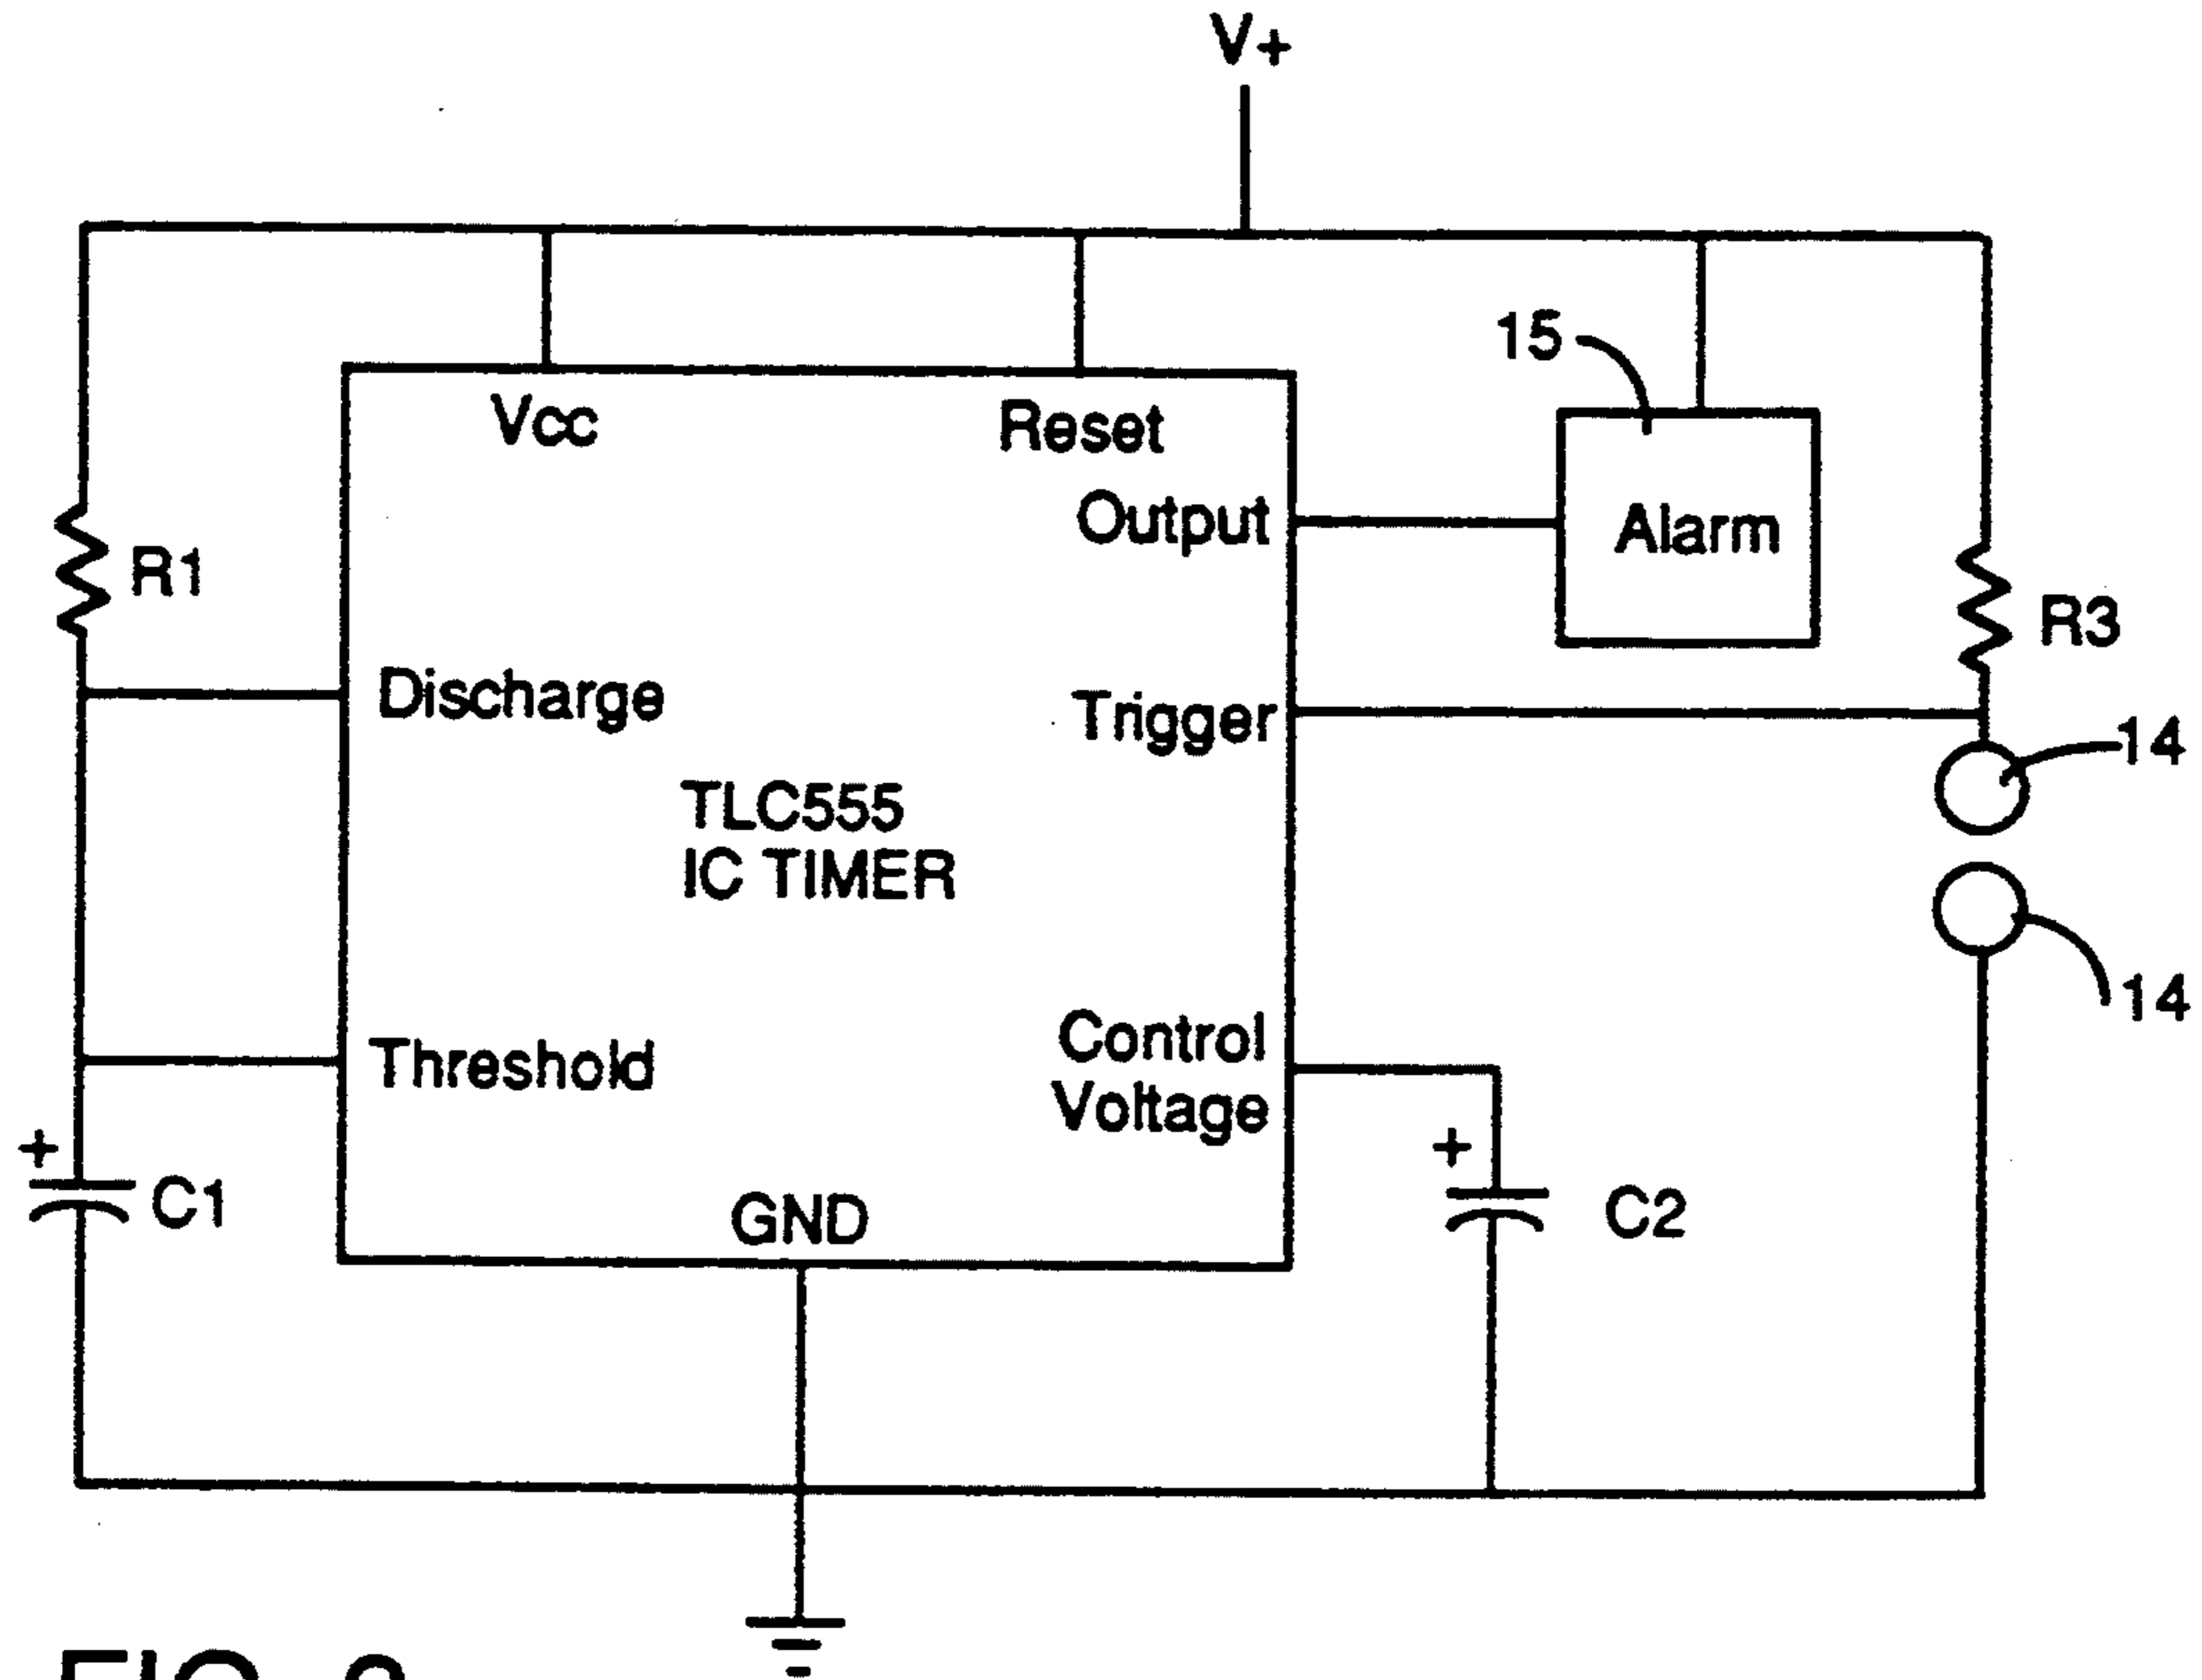 V+
15
Vcc
Reset
Output
Alarm
R1
R3
Discharge
Trigger
14
TLC555
IC TIMER
14
Control
Voltage
Threshold
+
C1
+
C2
GND